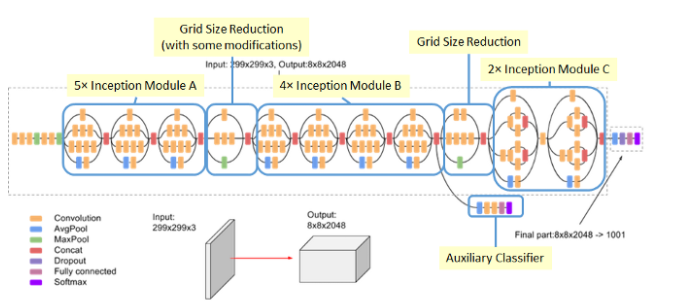 Grid Size Reduction
(with some modifications)
Grid Size Reduction
Input: 299x299x3, Output:8x8x2048
5× Inception Module A
4× Inception Module B
2× Inception Module C
Convolution
AvgPool
MaxPool
Concat
Dropout
Fully connected
Softmax
Input:
299x299x3
Output:
8x8x2048
Auxiliary Classifier
Final part:8x8x2048 -> 1001